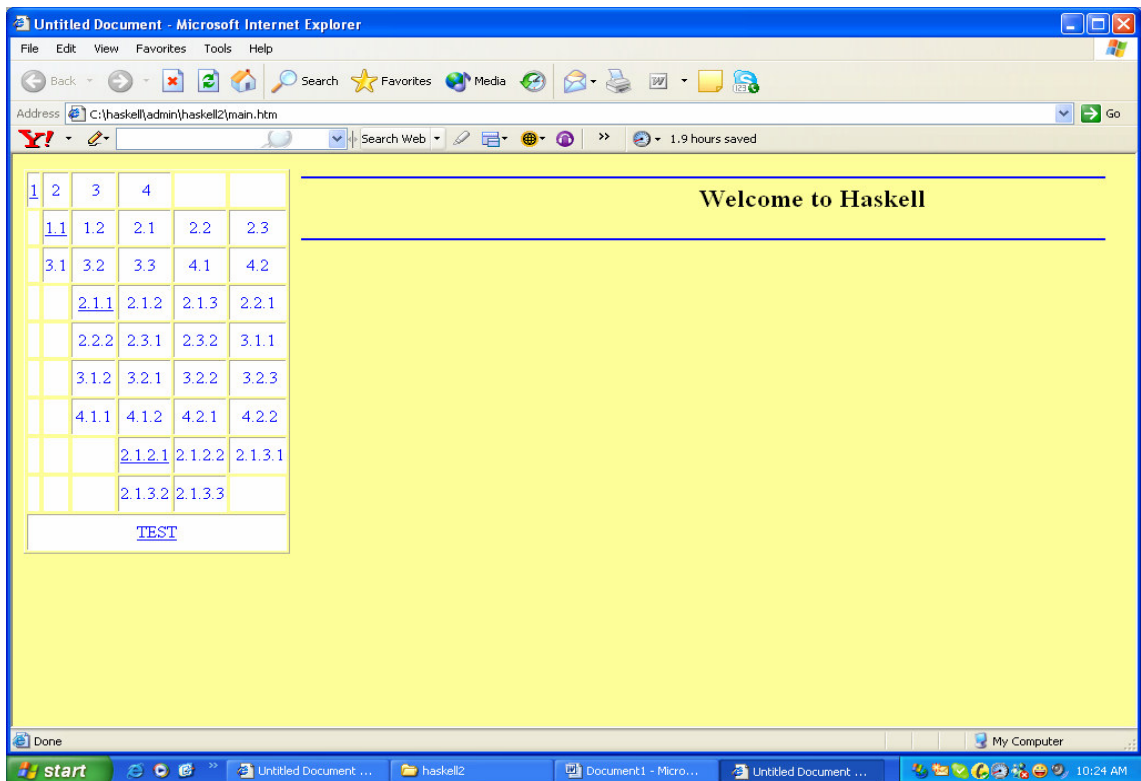 Untitled Document - Microsoft Internet Explorer
File Edit View Favorites Tools Help
Back Search Favorites Media
Address C:\haskell\admin\haskell2\main.htm Go
Y! Search Web >> 1.9 hours saved
1 2 3 4
Welcome to Haskell
1.1 1.2 2.1 2.2 2.3
3.1 3.2 3.3 4.1 4.2
2.1.1 2.1.2 2.1.3 2.2.1
2.2.2 2.3.1 2.3.2 3.1.1
3.1.2 3.2.1 3.2.2 3.2.3
4.1.1 4.1.2 4.2.1 4.2.2
2.1.2.1 2.1.2.2 2.1.3.1
2.1.3.2 2.1.3.3
TEST
Done My Computer
start >> Untitled Document ... haskell2 Document1 - Micro... Untitled Document ... 10:24 AM